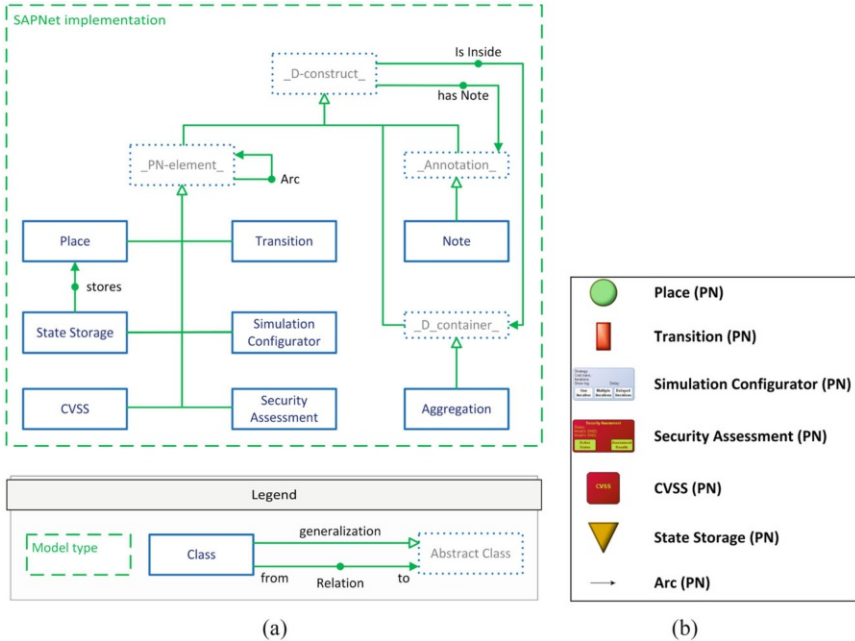 SAPNet implementation
_D-construct_
Is Inside
has Note
_PN-element_
Arc
_Annotation_
Place
Transition
Note
stores
State Storage
Simulation
Configurator
_D_container_
CVSS
Security
Assessment
Aggregation
Legend
Model type
Class
generalization
Abstract Class
from
Relation
to
(a)
Place (PN)
Transition (PN)
Simulation Configurator (PN)
Security Assessment
Security Assessment (PN)
CVSS
CVSS (PN)
State Storage (PN)
Arc (PN)
(b)